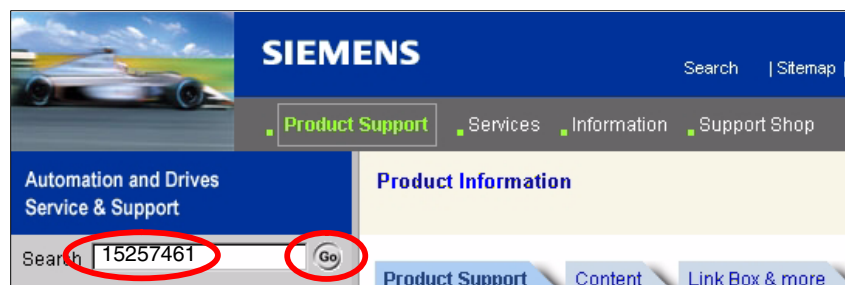 SIEMENS
Search | Sitemap |
Product Support Services Information Support Shop
Automation and Drives
Service & Support
Product Information
Search 15257461 Go
Product Support Content Link Box & more